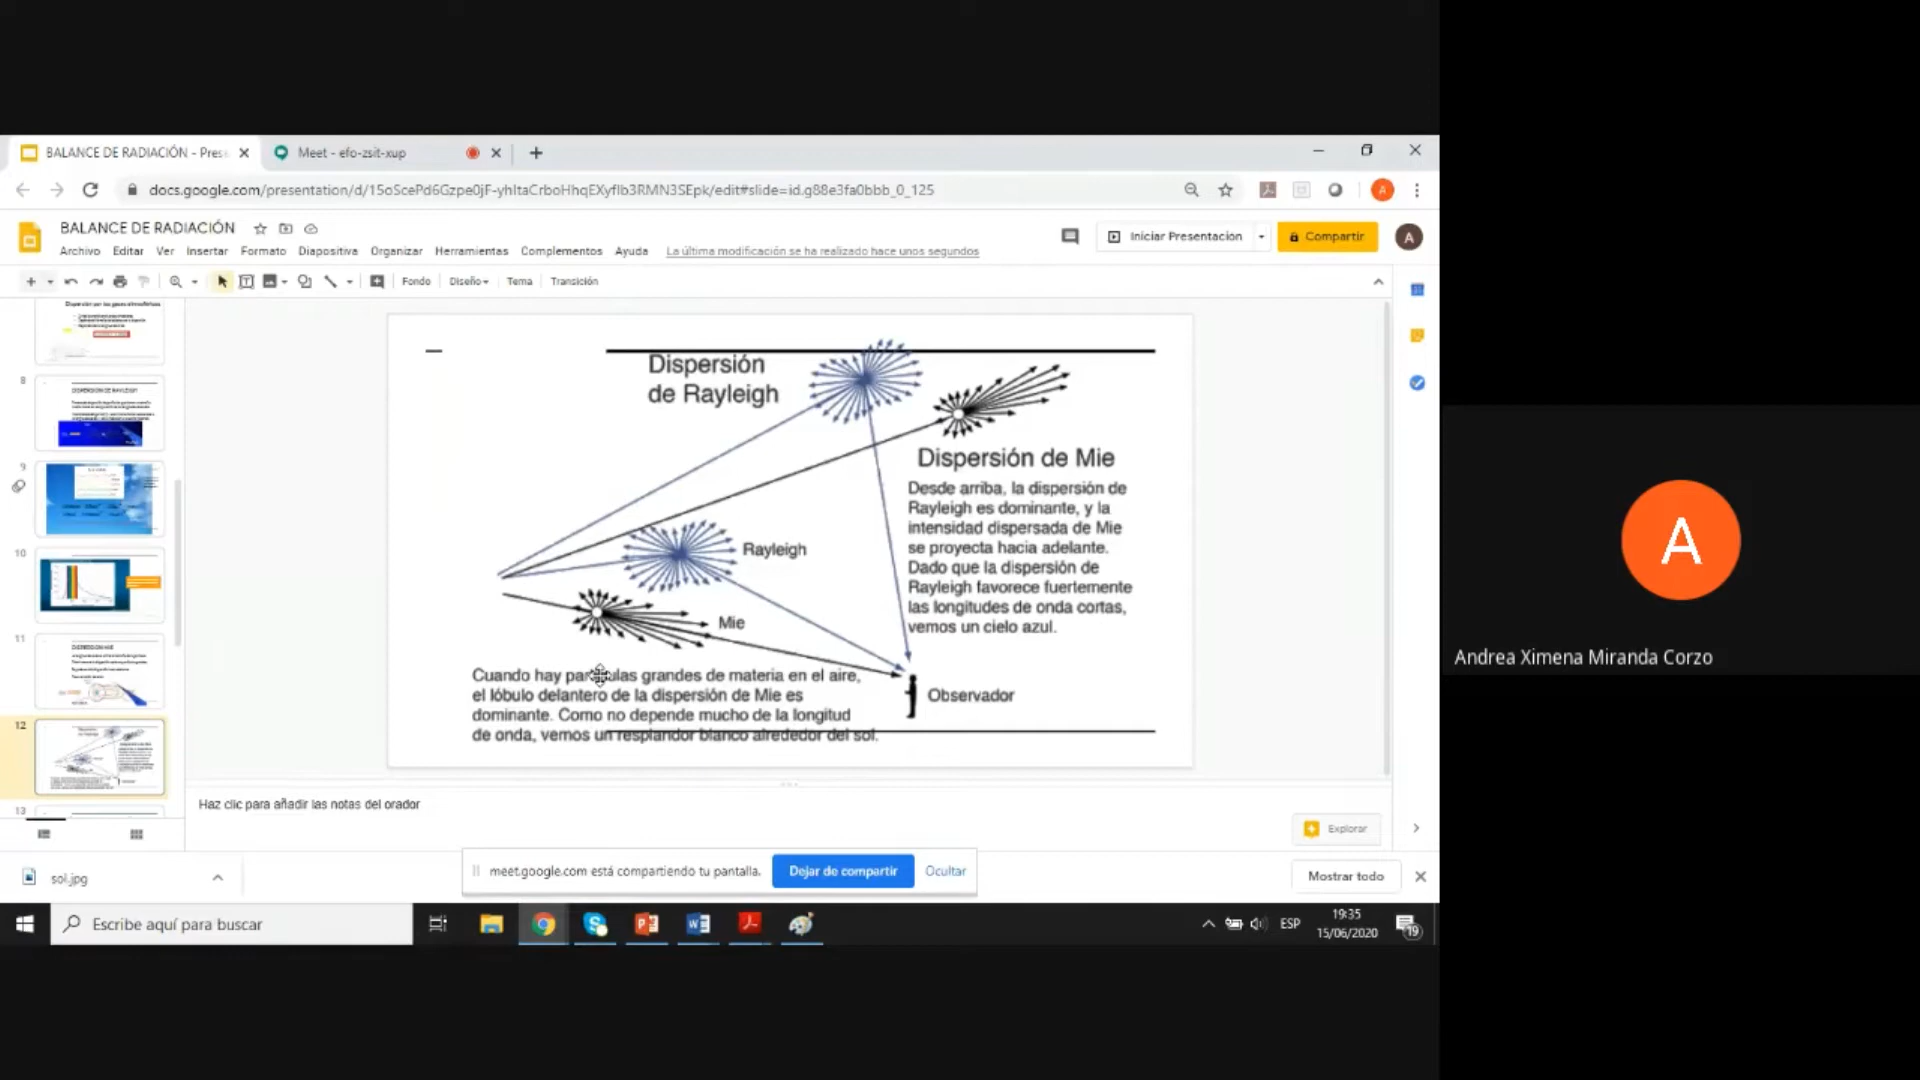 BALANCE DE RADIACIÓN - Pres
Meet - efo-zsit-xup
docs.google.com/presentation/d/15oScePd6Gzpe0jF-yhltaCrboHhqEXyflb3RMN3SEpk/edit#slide=id.g88e3fa0bbb_0_125
A
BALANCE DE RADIACIÓN
Iniciar Presentacion
Compartir
A
Archivo Editar Ver Insertar Formato Diapositiva Organizar Herramientas Complementos Ayuda La última modificación se ha realizado hace unos segundos
Fondo Diseño Tema Transición
8
9
10
11
12
13
Dispersión
de Rayleigh
Dispersión de Mie
Desde arriba, la dispersión de
Rayleigh es dominante, y la
intensidad dispersada de Mie
se proyecta hacia adelante.
Dado que la dispersión de
Rayleigh favorece fuertemente
las longitudes de onda cortas,
vemos un cielo azul.
Rayleigh
Mie
Observador
Cuando hay partículas grandes de materia en el aire,
el lóbulo delantero de la dispersión de Mie es
dominante. Como no depende mucho de la longitud
de onda, vemos un resplandor blanco alrededor del sol.
Haz clic para añadir las notas del orador
Explorar
sol.jpg
meet.google.com está compartiendo tu pantalla.
Dejar de compartir
Ocultar
Mostrar todo
Escribe aquí para buscar
ESP
19:35
15/06/2020
19
A
Andrea Ximena Miranda Corzo